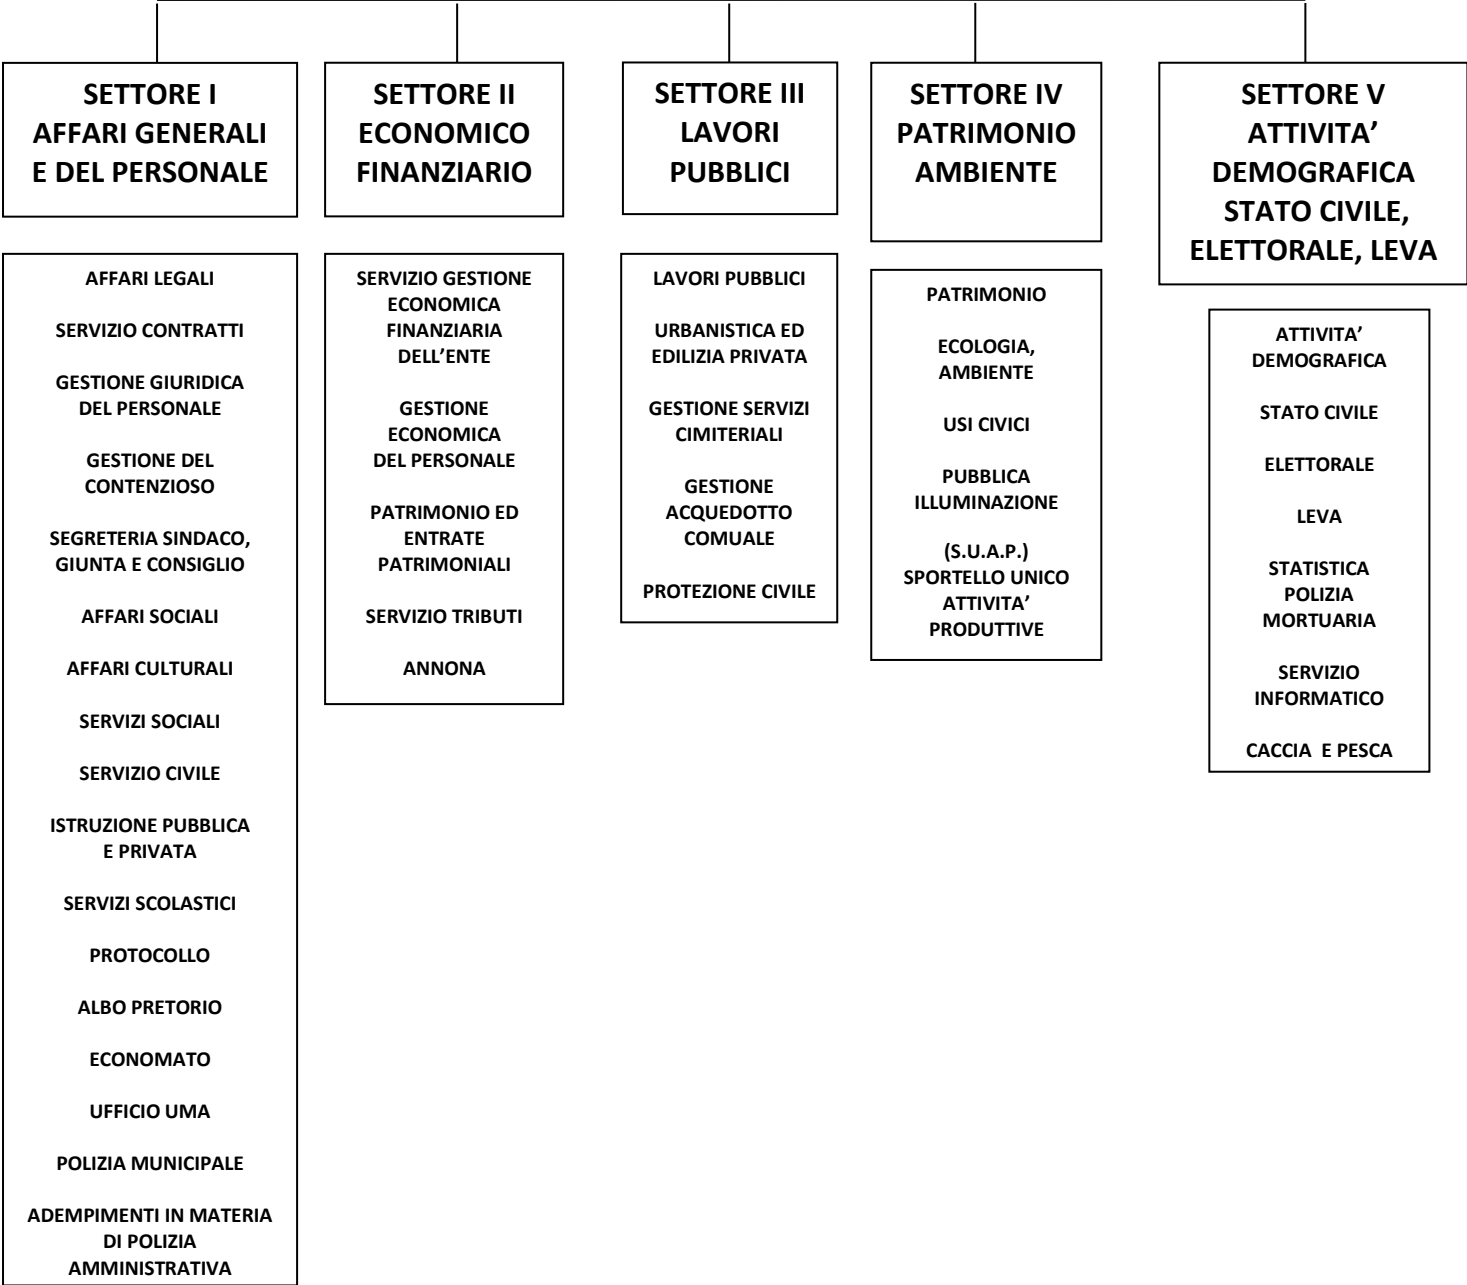 SETTORE I
AFFARI GENERALI
E DEL PERSONALE
SETTORE II
ECONOMICO
FINANZIARIO
SETTORE III
LAVORI
PUBBLICI
SETTORE IV
PATRIMONIO
AMBIENTE
SETTORE V
ATTIVITA’
DEMOGRAFICA
STATO CIVILE,
ELETTORALE, LEVA
AFFARI LEGALI
SERVIZIO CONTRATTI
GESTIONE GIURIDICA
DEL PERSONALE
GESTIONE DEL
CONTENZIOSO
SEGRETERIA SINDACO,
GIUNTA E CONSIGLIO
AFFARI SOCIALI
AFFARI CULTURALI
SERVIZI SOCIALI
SERVIZIO CIVILE
ISTRUZIONE PUBBLICA
E PRIVATA
SERVIZI SCOLASTICI
PROTOCOLLO
ALBO PRETORIO
ECONOMATO
UFFICIO UMA
POLIZIA MUNICIPALE
ADEMPIMENTI IN MATERIA
DI POLIZIA
AMMINISTRATIVA
SERVIZIO GESTIONE
ECONOMICA
FINANZIARIA
DELL’ENTE
GESTIONE
ECONOMICA
DEL PERSONALE
PATRIMONIO ED
ENTRATE
PATRIMONIALI
SERVIZIO TRIBUTI
ANNONA
LAVORI PUBBLICI
URBANISTICA ED
EDILIZIA PRIVATA
GESTIONE SERVIZI
CIMITERIALI
GESTIONE
ACQUEDOTTO
COMUALE
PROTEZIONE CIVILE
PATRIMONIO
ECOLOGIA,
AMBIENTE
USI CIVICI
PUBBLICA
ILLUMINAZIONE
(S.U.A.P.)
SPORTELLO UNICO
ATTIVITA’
PRODUTTIVE
ATTIVITA’
DEMOGRAFICA
STATO CIVILE
ELETTORALE
LEVA
STATISTICA
POLIZIA
MORTUARIA
SERVIZIO
INFORMATICO
CACCIA E PESCA